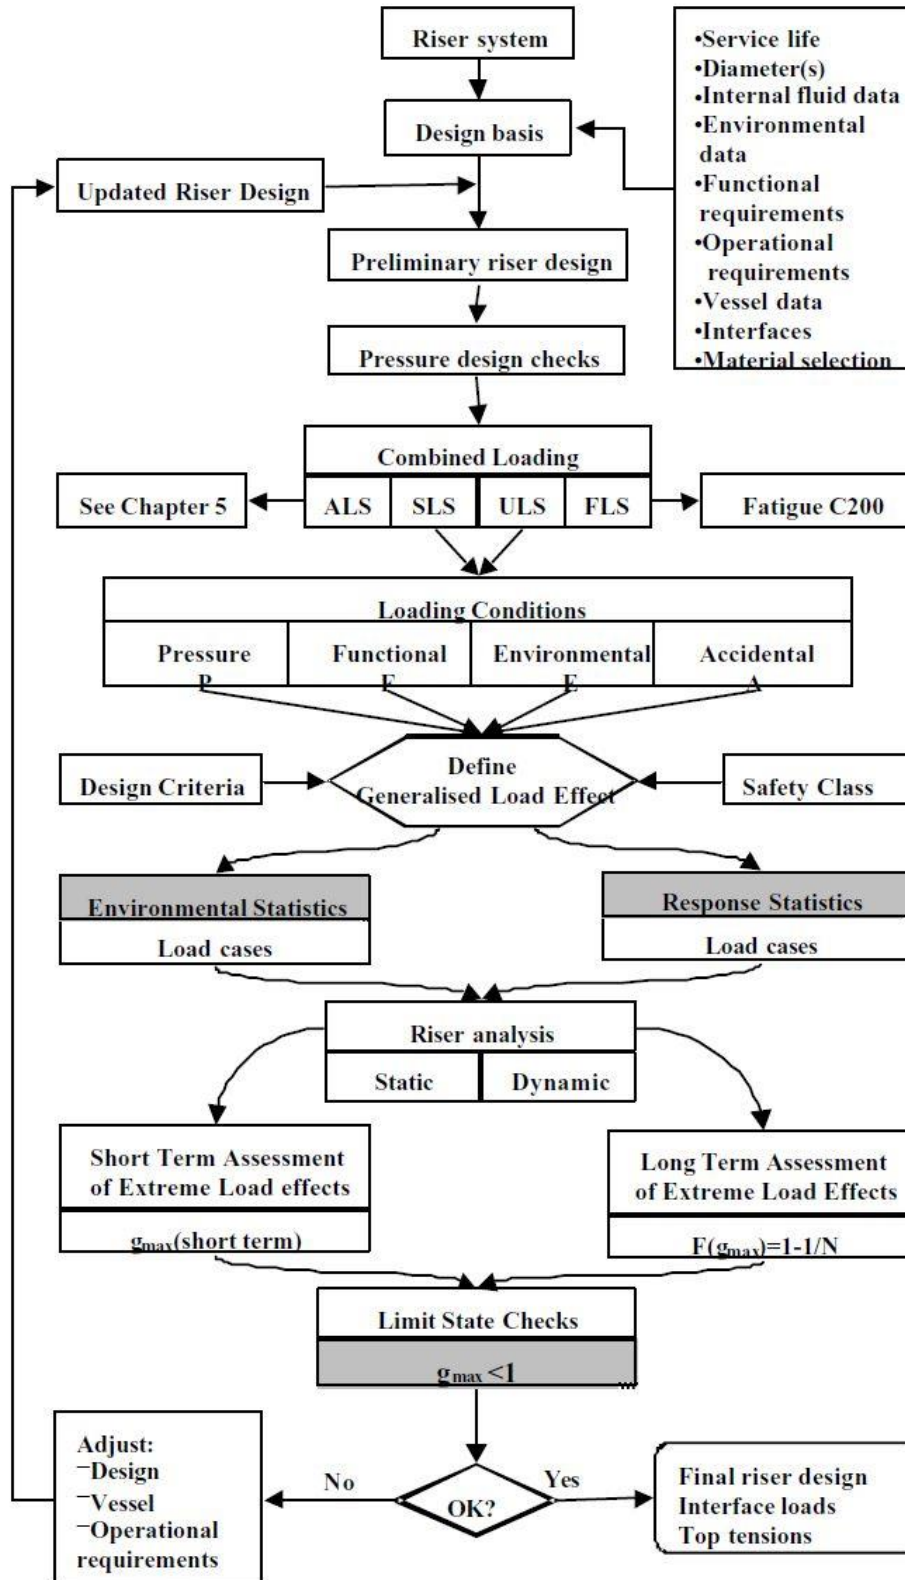 Riser system
•Service life
•Diameter(s)
•Internal fluid data
•Environmental
data
•Functional
requirements
•Operational
requirements
•Vessel data
•Interfaces
•Material selection
Design basis
Updated Riser Design
Preliminary riser design
Pressure design checks
Combined Loading
See Chapter 5
ALS
SLS
ULS
FLS
Fatigue C200
Loading Conditions
Pressure
P
Functional
F
Environmental
E
Accidental
A
Design Criteria
Define
Generalised Load Effect
Safety Class
Environmental Statistics
Load cases
Response Statistics
Load cases
Riser analysis
Static
Dynamic
Short Term Assessment
of Extreme Load effects
gmax(short term)
Long Term Assessment
of Extreme Load Effects
F(gmax)=1-1/N
Limit State Checks
gmax <1
Adjust:
–Design
–Vessel
–Operational
requirements
No
OK?
Yes
Final riser design
Interface loads
Top tensions